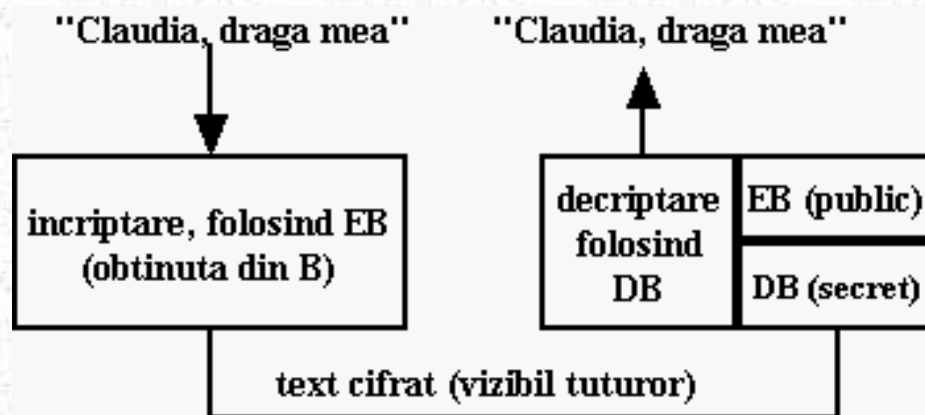 "Claudia, draga mea"
"Claudia, draga mea"
incriptare, folosind EB
(obtinuta din B)
decriptare
folosind
DB
EB (public)
DB (secret)
text cifrat (vizibil tuturor)